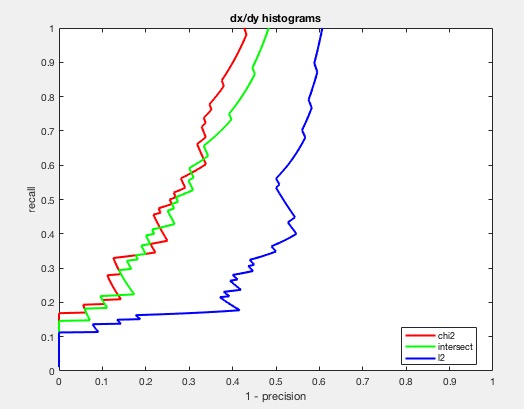 dx/dy histograms
1
0.9
0.8
0.7
0.6
0.5
0.4
0.3
0.2
0.1
0
recall
0 0.1 0.2 0.3 0.4 0.5 0.6 0.7 0.8 0.9 1
1 - precision
chi2
intersect
l2